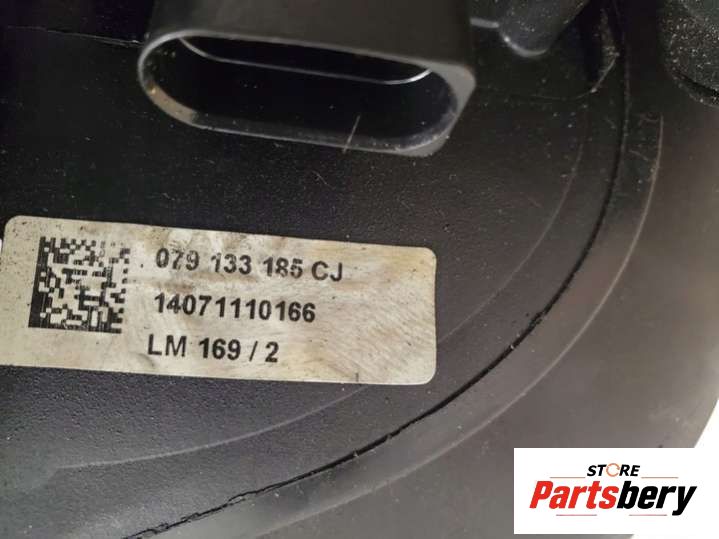 079 133 185 CJ
14071110166
LM 169 / 2
STORE
Partsbery